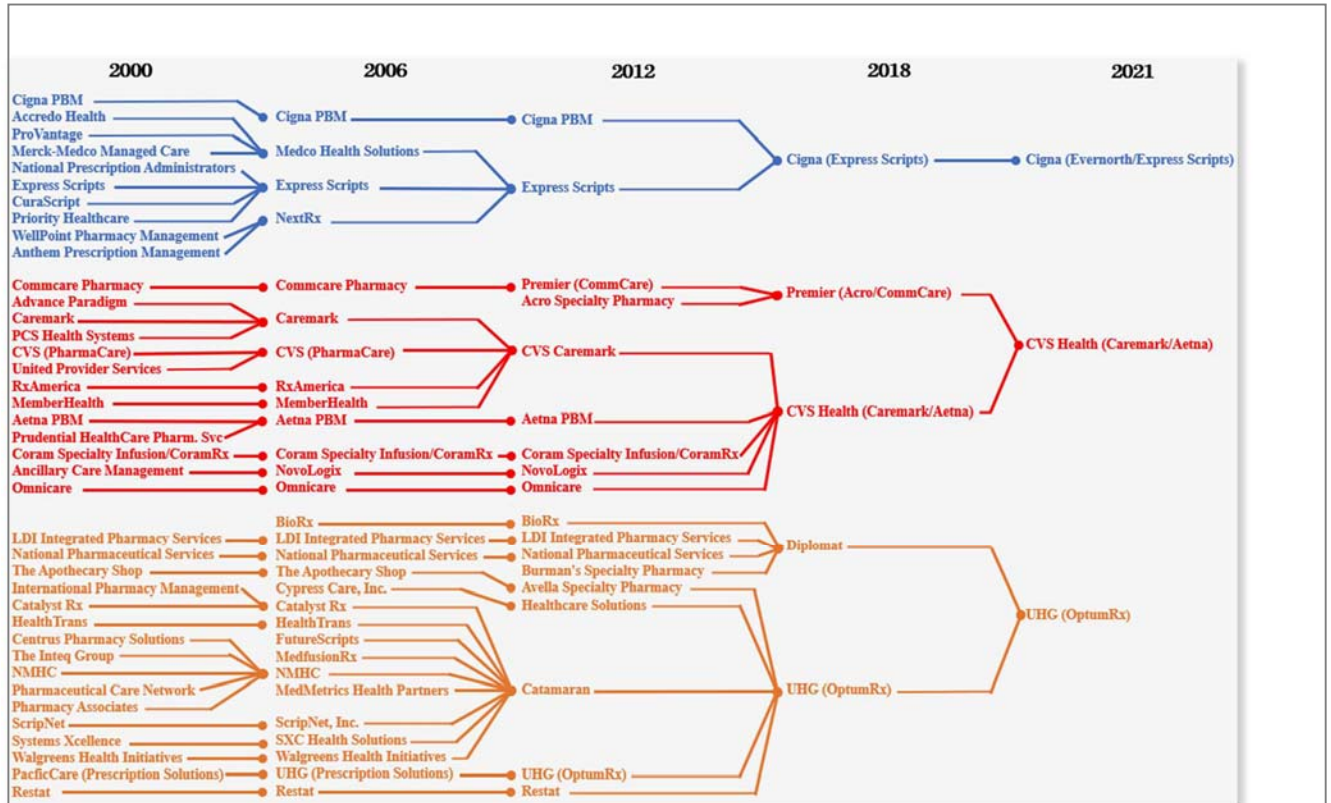 2000 2006 2012 2018 2021
Cigna PBM
Accredo Health
ProVantage
Merck-Medco Managed Care
National Prescription Administrators
Express Scripts
CuraScript
Priority Healthcare
WellPoint Pharmacy Management
Anthem Prescription Management
Cigna PBM
Medco Health Solutions
Express Scripts
NextRx
Cigna PBM
Express Scripts
Cigna (Express Scripts)
Cigna (Evernorth/Express Scripts)
Commcare Pharmacy
Advance Paradigm
Caremark
PCS Health Systems
CVS (PharmaCare)
United Provider Services
RxAmerica
MemberHealth
Aetna PBM
Prudential HealthCare Pharm. Svc
Coram Specialty Infusion/CoramRx
Ancillary Care Management
Omnicare
Commcare Pharmacy
Caremark
CVS (PharmaCare)
RxAmerica
MemberHealth
Aetna PBM
Coram Specialty Infusion/CoramRx
NovoLogix
Omnicare
Premier (CommCare)
Acro Specialty Pharmacy
CVS Caremark
Aetna PBM
Coram Specialty Infusion/CoramRx
NovoLogix
Omnicare
Premier (Acro/CommCare)
CVS Health (Caremark/Aetna)
CVS Health (Caremark/Aetna)
LDI Integrated Pharmacy Services
National Pharmaceutical Services
The Apothecary Shop
International Pharmacy Management
Catalyst Rx
HealthTrans
Centrus Pharmacy Solutions
The Inteq Group
NMHC
Pharmaceutical Care Network
Pharmacy Associates
ScripNet
Systems Xcellence
Walgreens Health Initiatives
PacficCare (Prescription Solutions)
Restat
BioRx
LDI Integrated Pharmacy Services
National Pharmaceutical Services
The Apothecary Shop
Cypress Care, Inc.
Catalyst Rx
HealthTrans
FutureScripts
MedfusionRx
NMHC
MedMetrics Health Partners
ScripNet, Inc.
SXC Health Solutions
Walgreens Health Initiatives
UHG (Prescription Solutions)
Restat
BioRx
LDI Integrated Pharmacy Services
National Pharmaceutical Services
Burman's Specialty Pharmacy
Avella Specialty Pharmacy
Healthcare Solutions
Catamaran
UHG (OptumRx)
Restat
Diplomat
UHG (OptumRx)
UHG (OptumRx)